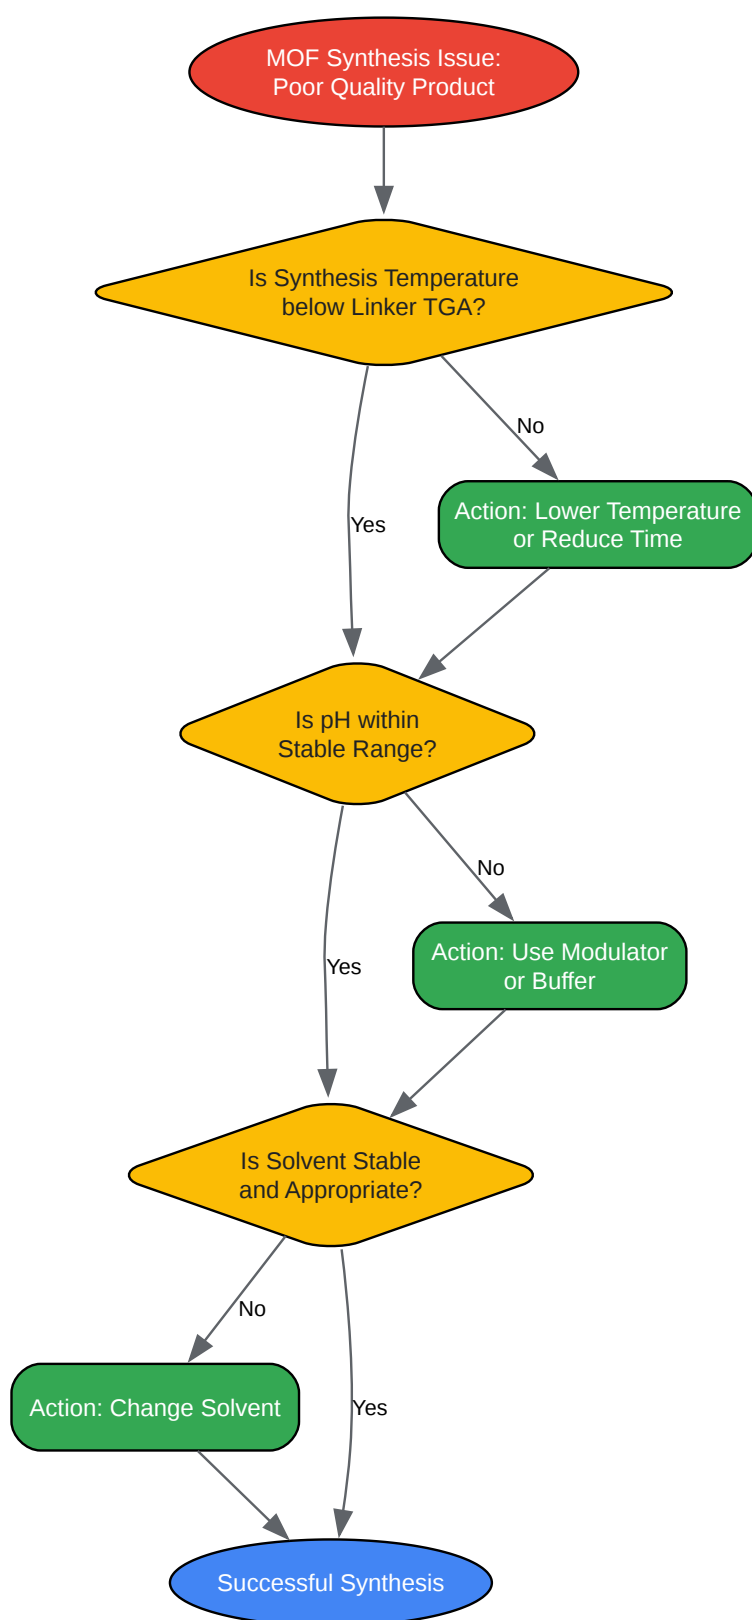 MOF Synthesis Issue:
Poor Quality Product
Is Synthesis Temperature
below Linker TGA?
No
Action: Lower Temperature
or Reduce Time
Yes
Is pH within
Stable Range?
No
Action: Use Modulator
or Buffer
Yes
Is Solvent Stable
and Appropriate?
No
Action: Change Solvent
Yes
Successful Synthesis